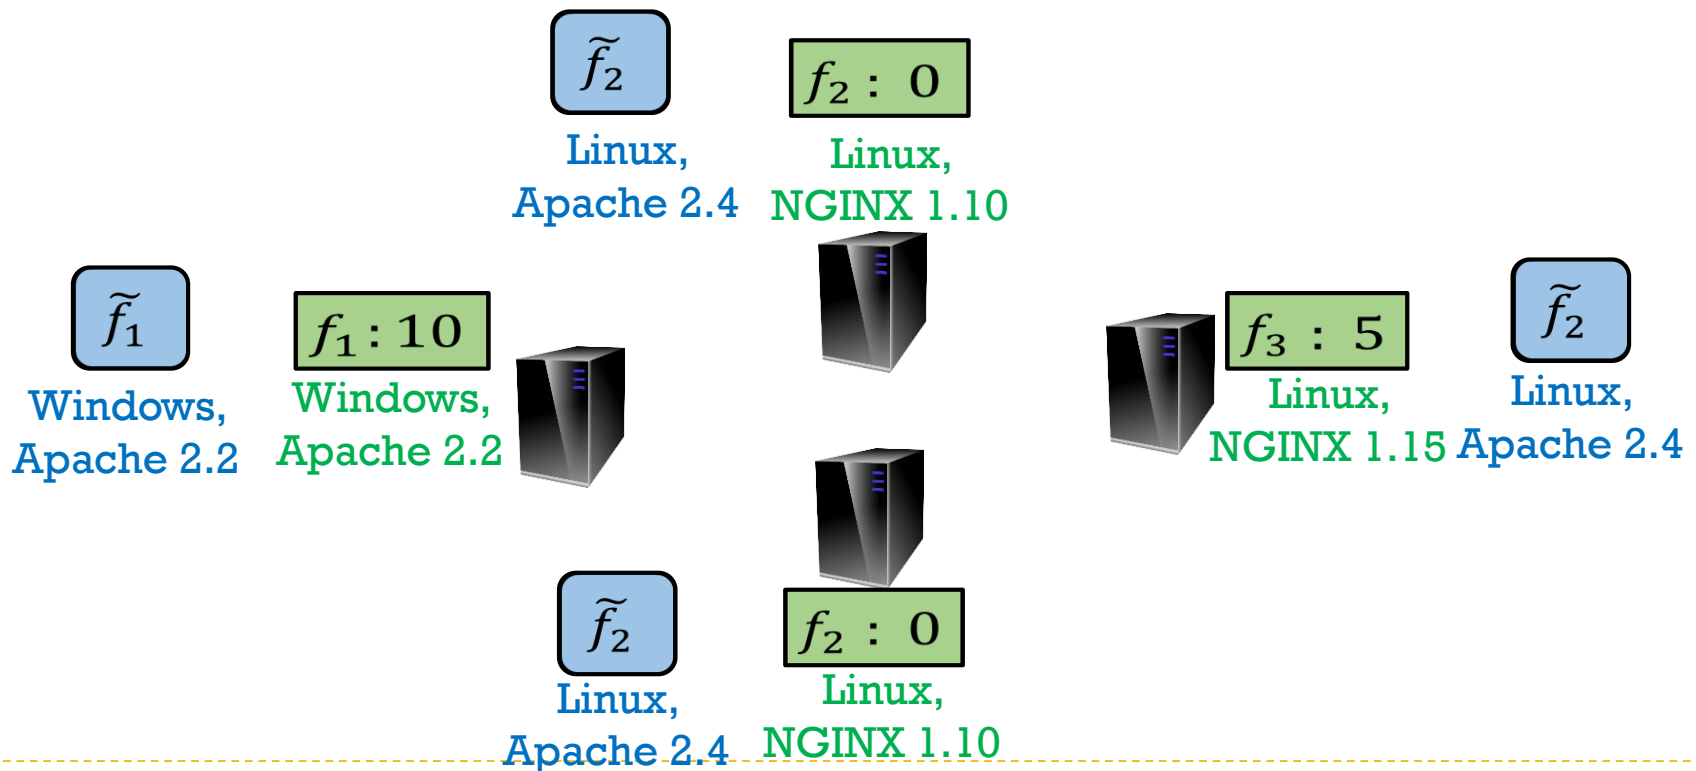 f̃₂
f₂ : 0
Linux,
Apache 2.4
Linux,
NGINX 1.10
f̃₁
Windows,
Apache 2.2
f₁ : 10
Windows,
Apache 2.2
f₃ : 5
Linux,
NGINX 1.15
f̃₂
Linux,
Apache 2.4
f̃₂
Linux,
Apache 2.4
f₂ : 0
Linux,
NGINX 1.10